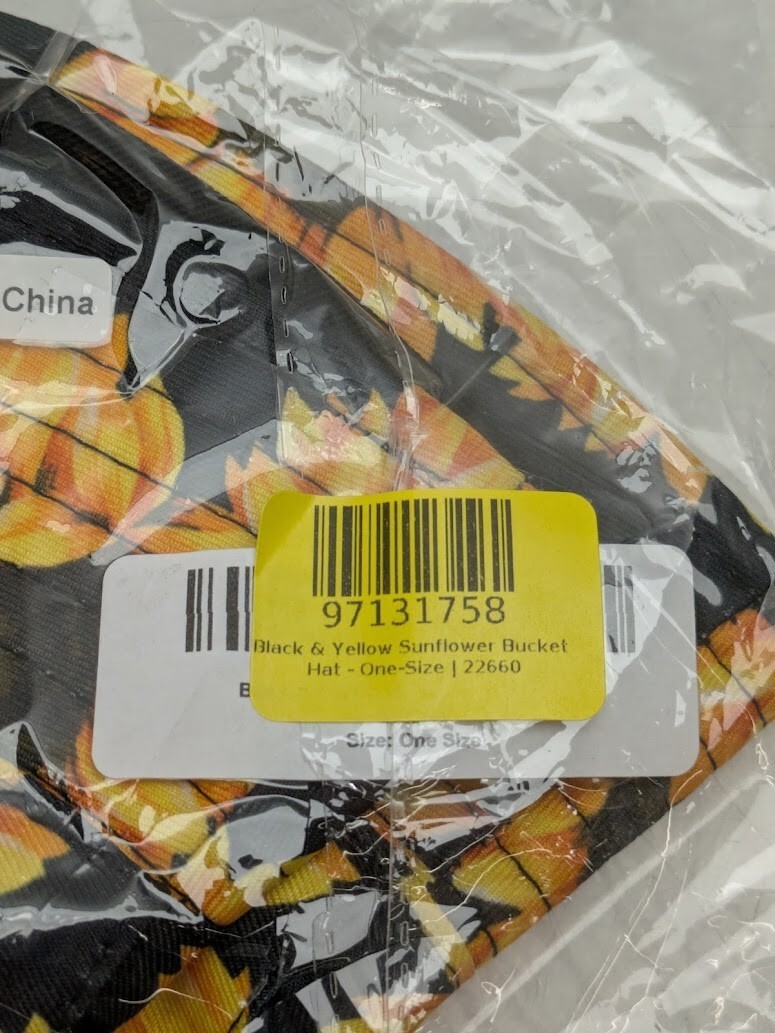 China
97131758
Black & Yellow Sunflower Bucket
Hat - One-Size | 22660
B
Size: One Size